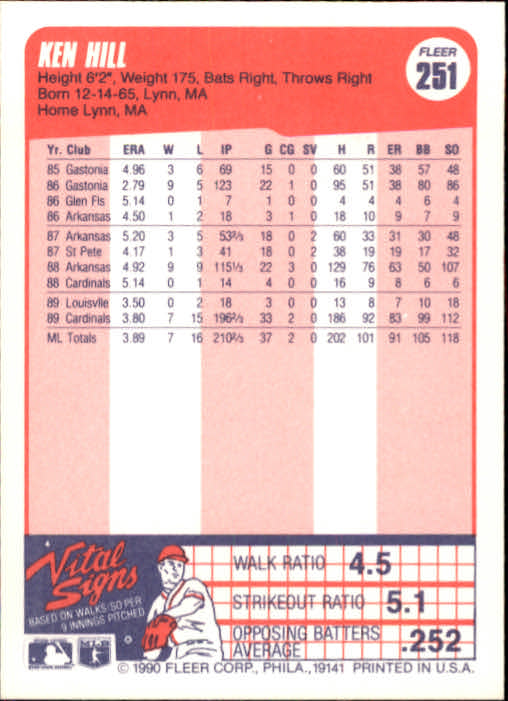 KEN HILL
FLEER
251
Height 6'2", Weight 175, Bats Right, Throws Right
Born 12-14-65, Lynn, MA
Home Lynn, MA
Yr. Club ERA W L IP G CG SV H R ER BB SO
85 Gastonia 4.96 3 6 69 15 0 0 60 51 38 57 48
86 Gastonia 2.79 9 5 123 22 1 0 95 51 38 80 86
86 Glen Fls 5.14 0 1 7 1 0 0 4 4 4 6 4
86 Arkansas 4.50 1 2 18 3 1 0 18 10 9 7 9
87 Arkansas 5.20 3 5 53⅔ 18 0 2 60 33 31 30 48
87 St Pete 4.17 1 3 41 18 0 2 38 19 19 17 32
88 Arkansas 4.92 9 9 115⅓ 22 3 0 129 76 63 50 107
88 Cardinals 5.14 0 1 14 4 0 0 16 9 8 6 6
89 Louisvlle 3.50 0 2 18 3 0 0 13 8 7 10 18
89 Cardinals 3.80 7 15 196⅔ 33 2 0 186 92 83 99 112
ML Totals 3.89 7 16 210⅔ 37 2 0 202 101 91 105 118
Vital
Signs
BASED ON WALKS/SO PER
9 INNINGS PITCHED
WALK RATIO 4.5
STRIKEOUT RATIO 5.1
OPPOSING BATTERS
AVERAGE .252
© 1990 FLEER CORP., PHILA., 19141 PRINTED IN U.S.A.